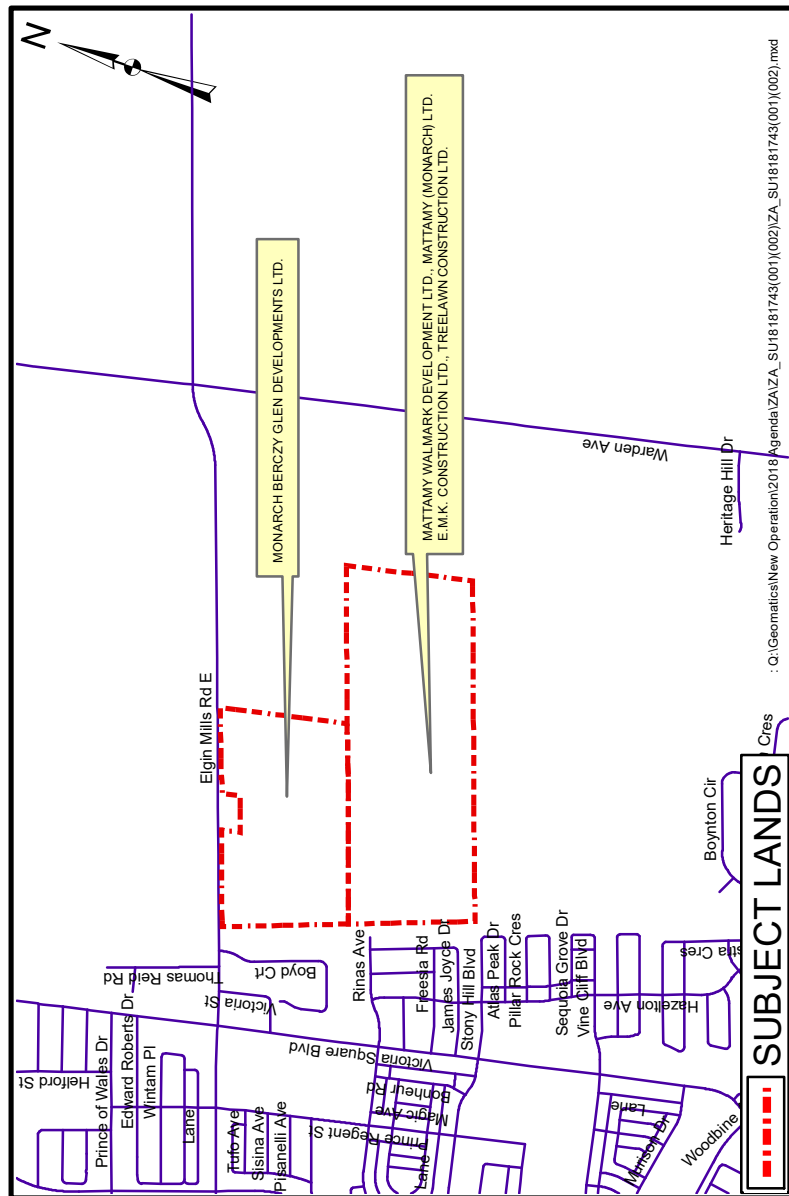 N
MONARCH BERCZY GLEN DEVELOPMENTS LTD.
MATTAMY WALMARK DEVELOPMENT LTD., MATTAMY (MONARCH) LTD.
E.M.K. CONSTRUCTION LTD., TREELAWN CONSTRUCTION LTD.
Elgin Mills Rd E
Warden Ave
Heritage Hill Dr
Thomas Reid Rd
Boyd Crt
Victoria St
Helford St
Prince of Wales Dr
Edward Roberts Dr
Wintam Pl
Lane
Tufo Ave
Sisina Ave
Pisanelli Ave
Prince Regent St
Victoria Square Blvd
Rinas Ave
Freesia Rd
James Joyce Dr
Stony Hill Blvd
Atlas Peak Dr
Pillar Rock Cres
Sequoia Grove Dr
Vine Cliff Blvd
Hazelton Ave
Bonheur Rd
Magic Ave
Lane
Lane
Murison Dr
Woodbine
Boynton Cir
stra Cres
Cres
SUBJECT LANDS
: Q:\Geomatics\New Operation\2018 Agenda\ZA\ZA_SU18181743(001)(002)\ZA_SU18181743(001)(002).mxd